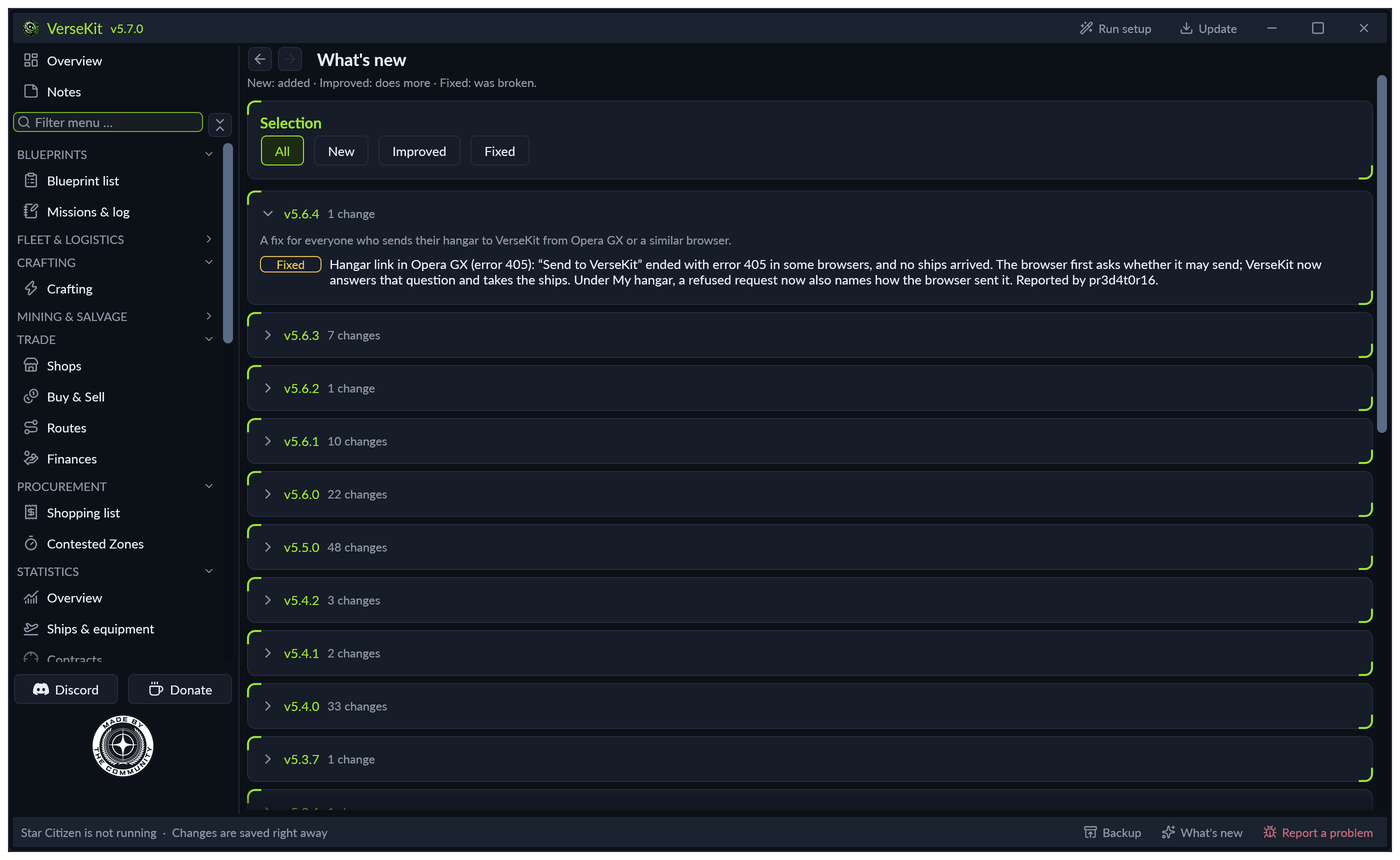 VerseKit v5.7.0
Run setup
Update
Overview
Notes
Filter menu ...
BLUEPRINTS
Blueprint list
Missions & log
FLEET & LOGISTICS
CRAFTING
Crafting
MINING & SALVAGE
TRADE
Shops
Buy & Sell
Routes
Finances
PROCUREMENT
Shopping list
Contested Zones
STATISTICS
Overview
Ships & equipment
Contracts
Discord
Donate
MADE BY
THE COMMUNITY
What's new
New: added · Improved: does more · Fixed: was broken.
Selection
All
New
Improved
Fixed
v5.6.4 1 change
A fix for everyone who sends their hangar to VerseKit from Opera GX or a similar browser.
Fixed
Hangar link in Opera GX (error 405): “Send to VerseKit” ended with error 405 in some browsers, and no ships arrived. The browser first asks whether it may send; VerseKit now
answers that question and takes the ships. Under My hangar, a refused request now also names how the browser sent it. Reported by pr3d4t0r16.
v5.6.3 7 changes
v5.6.2 1 change
v5.6.1 10 changes
v5.6.0 22 changes
v5.5.0 48 changes
v5.4.2 3 changes
v5.4.1 2 changes
v5.4.0 33 changes
v5.3.7 1 change
Star Citizen is not running · Changes are saved right away
Backup
What's new
Report a problem